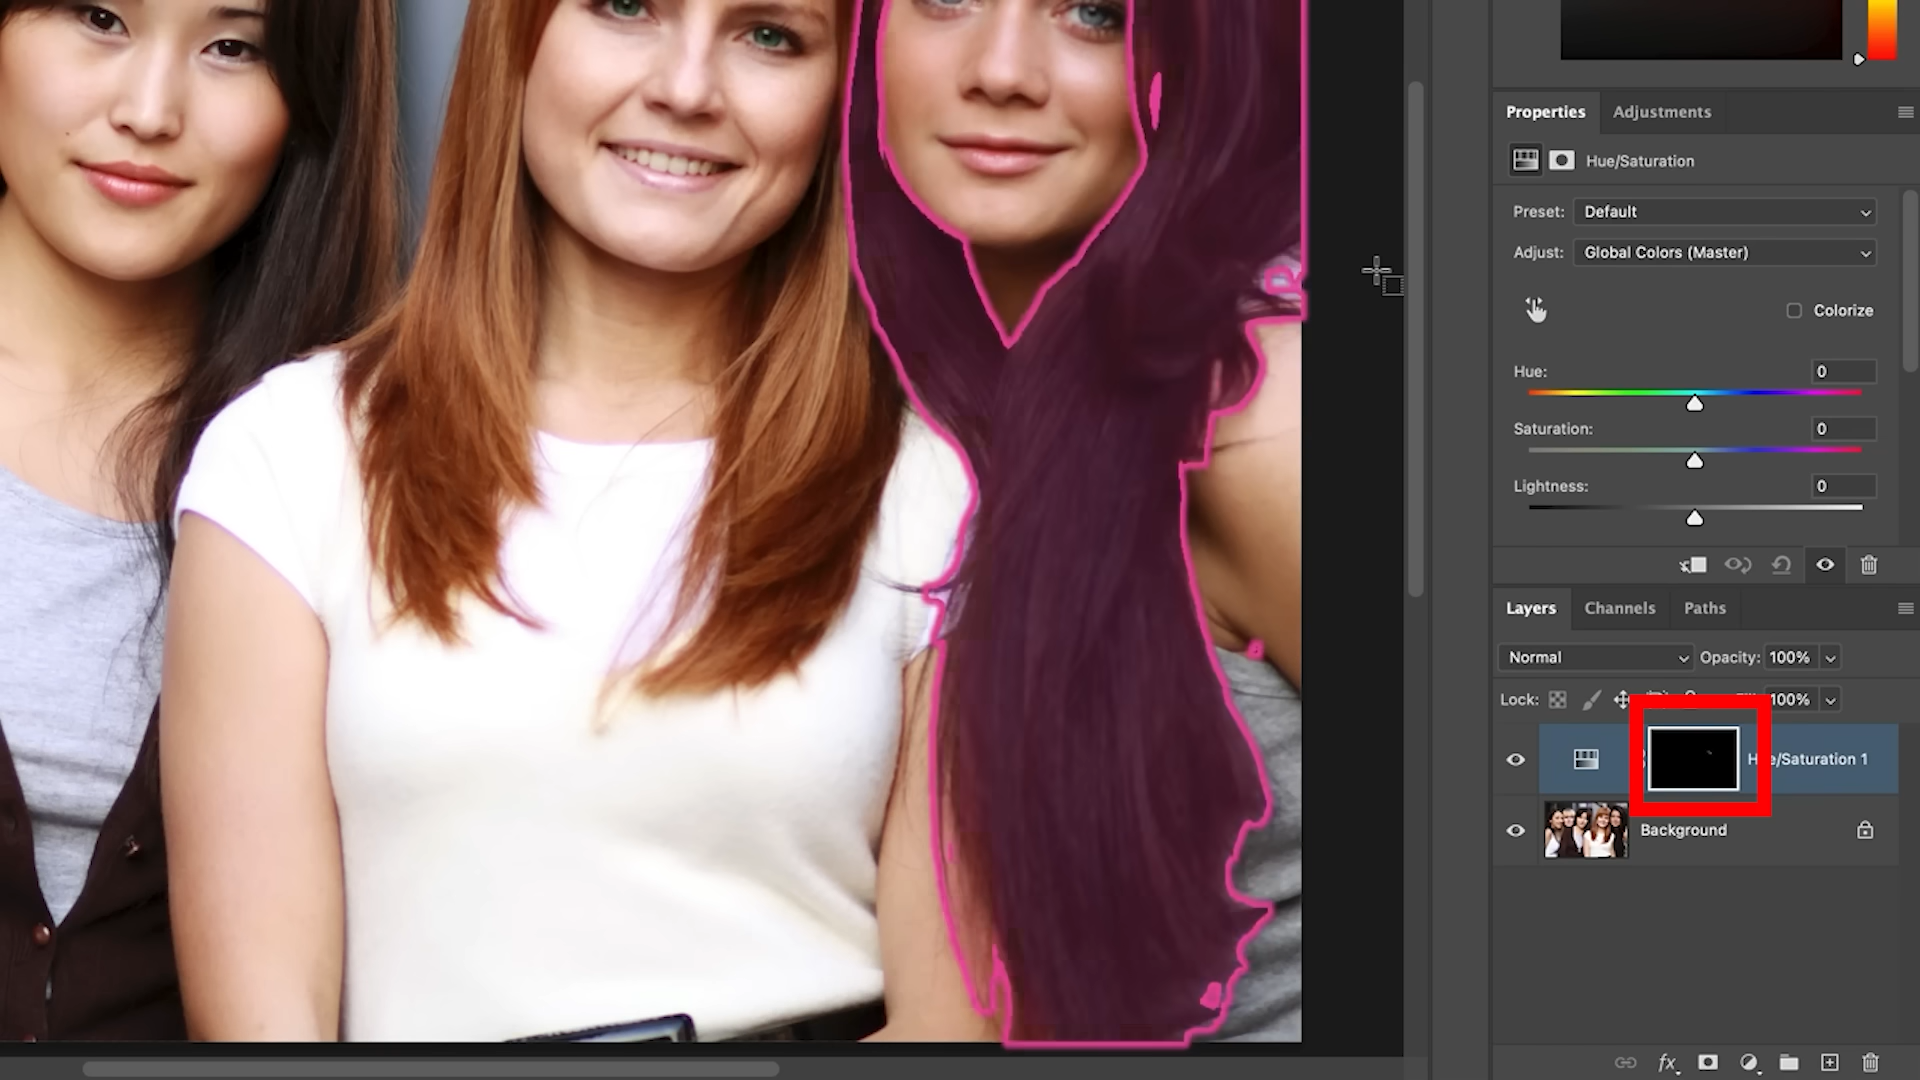 Properties Adjustments
Hue/Saturation
Preset: Default
Adjust: Global Colors (Master)
Colorize
Hue: 0
Saturation: 0
Lightness: 0
Layers Channels Paths
Normal Opacity: 100%
Lock: 100%
Hue/Saturation 1
Background
fx